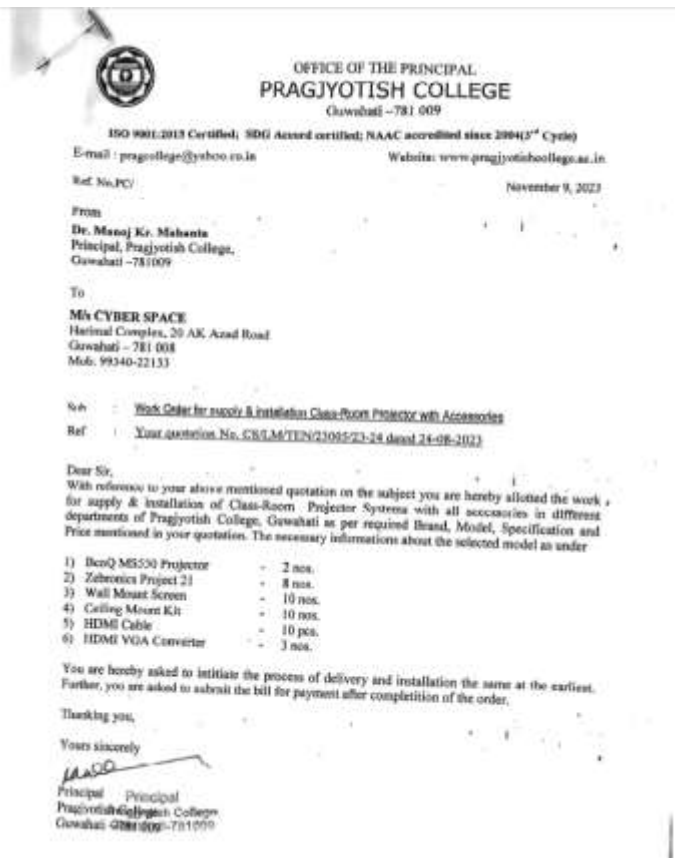 OFFICE OF THE PRINCIPAL
PRAGJYOTISH COLLEGE
Guwahati –781 009
ISO 9001:2015 Certified; SDG Accord certified; NAAC accredited since 2004(3rd Cycle)
E-mail : pragcollege@yahoo.co.in Website: www.pragjyotishcollege.ac.in
Ref. No.PC/ November 9, 2023
From
Dr. Manoj Kr. Mahanta
Principal, Pragjyotish College,
Guwahati –781009
To
M/s CYBER SPACE
Harimal Complex, 20 AK Azad Road
Guwahati – 781 008
Mob. 99540-22133
Sub : Work Order for supply & installation Class-Room Projector with Accessories
Ref : Your quotation No. CS/LM/TEN/23005/23-24 dated 24-08-2023
Dear Sir,
With reference to your above mentioned quotation on the subject you are hereby allotted the work
for supply & installation of Class-Room Projector Systems with all accessories in different
departments of Pragjyotish College, Guwahati as per required Brand, Model, Specification and
Price mentioned in your quotation. The necessary informations about the selected model as under
1) BenQ MS550 Projector - 2 nos.
2) Zebronics Project 21 - 8 nos.
3) Wall Mount Screen - 10 nos.
4) Ceiling Mount Kit - 10 nos.
5) HDMI Cable - 10 pcs.
6) HDMI VGA Converter - 3 nos.
You are hereby asked to intitiate the process of delivery and installation the same at the earliest.
Further, you are asked to submit the bill for payment after completition of the order.
Thanking you,
Yours sincerely
Principal Principal
Pragjyotish College
Guwahati -781009